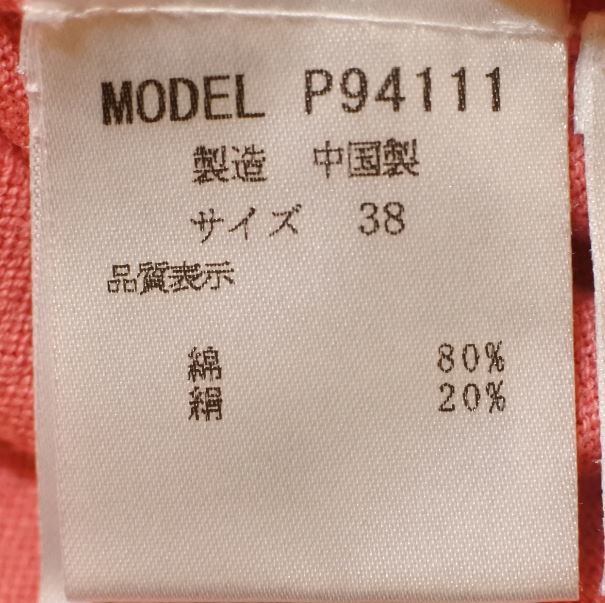 MODEL P94111
製造 中国製
サイズ 38
品質表示
綿 80%
絹 20%